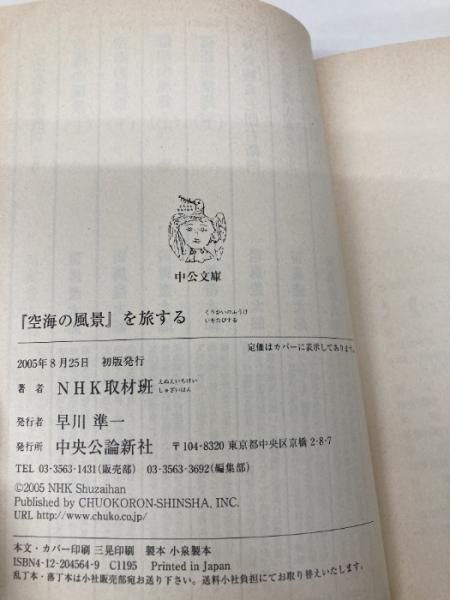 中公文庫
『空海の風景』を旅する
くうかいのふうけ
いをたびする
定価はカバーに表示してあります。
2005年8月25日 初版発行
著者 NHK取材班
えぬえいちけい
しゅざいはん
発行者 早川準一
発行所 中央公論新社 〒104-8320 東京都中央区京橋2-8-7
TEL 03-3563-1431(販売部) 03-3563-3692(編集部)
©2005 NHK Shuzaihan
Published by CHUOKORON-SHINSHA, INC.
URL http://www.chuko.co.jp/
本文・カバー印刷 三晃印刷 製本 小泉製本
ISBN4-12-204564-9 C1195 Printed in Japan
乱丁本・落丁本は小社販売部宛お送り下さい。送料小社負担にてお取り替えいたします。